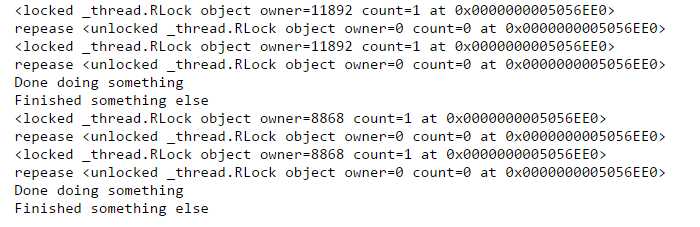 <locked _thread.RLock object owner=11892 count=1 at 0x0000000005056EE0>
repease <unlocked _thread.RLock object owner=0 count=0 at 0x0000000005056EE0>
<locked _thread.RLock object owner=11892 count=1 at 0x0000000005056EE0>
repease <unlocked _thread.RLock object owner=0 count=0 at 0x0000000005056EE0>
Done doing something
Finished something else
<locked _thread.RLock object owner=8868 count=1 at 0x0000000005056EE0>
repease <unlocked _thread.RLock object owner=0 count=0 at 0x0000000005056EE0>
<locked _thread.RLock object owner=8868 count=1 at 0x0000000005056EE0>
repease <unlocked _thread.RLock object owner=0 count=0 at 0x0000000005056EE0>
Done doing something
Finished something else